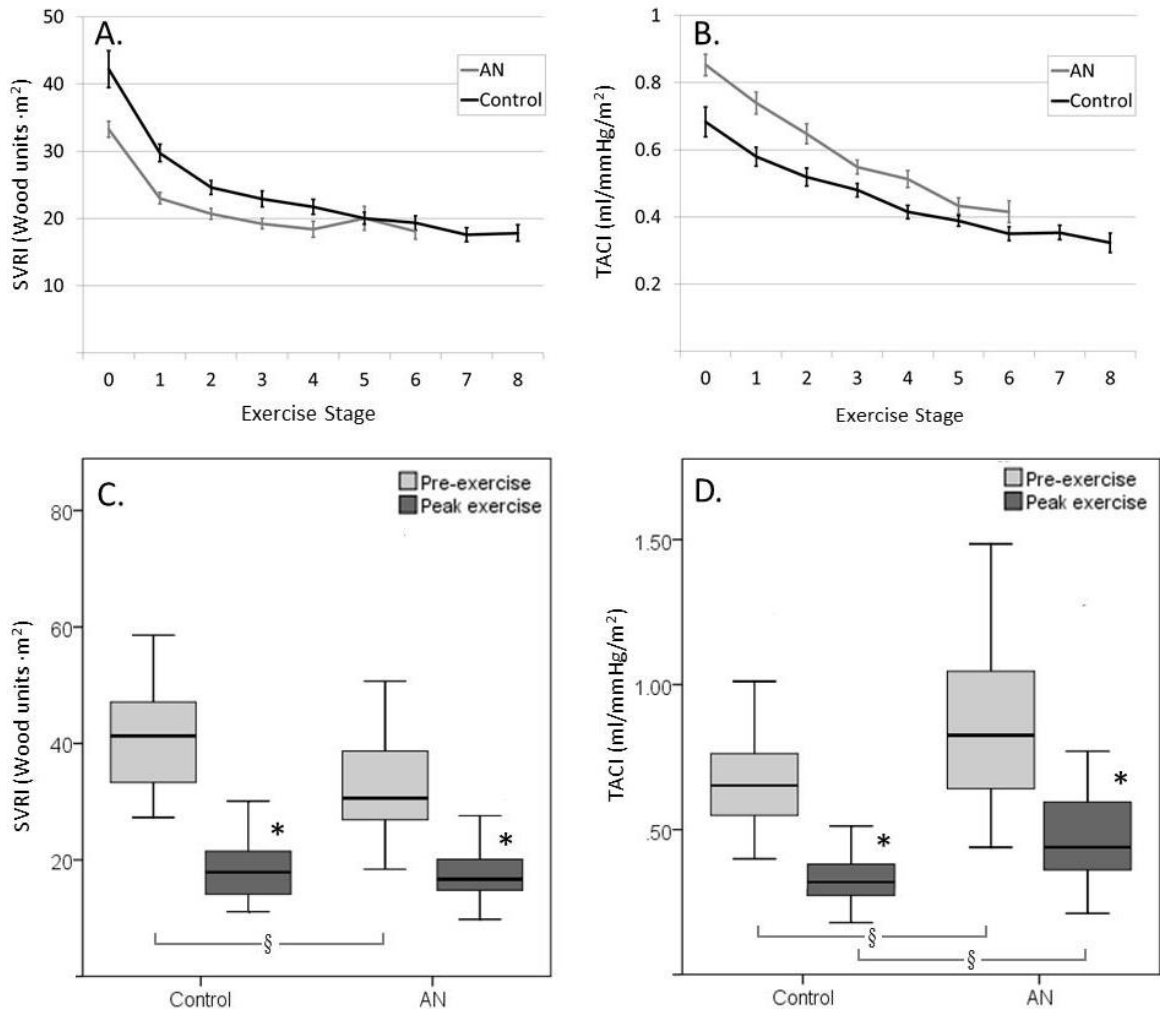 A.
50
40
30
20
10
SVRI (Wood units ·m²)
AN
Control
0 1 2 3 4 5 6 7 8
Exercise Stage
B.
1
0.8
0.6
0.4
0.2
TACI (ml/mmHg/m²)
AN
Control
0 1 2 3 4 5 6 7 8
Exercise Stage
C.
Pre-exercise
Peak exercise
80
60
40
20
SVRI (Wood units ·m²)
*
*
§
Control AN
D.
Pre-exercise
Peak exercise
1.50
1.00
.50
TACI (ml/mmHg/m²)
*
*
§
§
Control AN